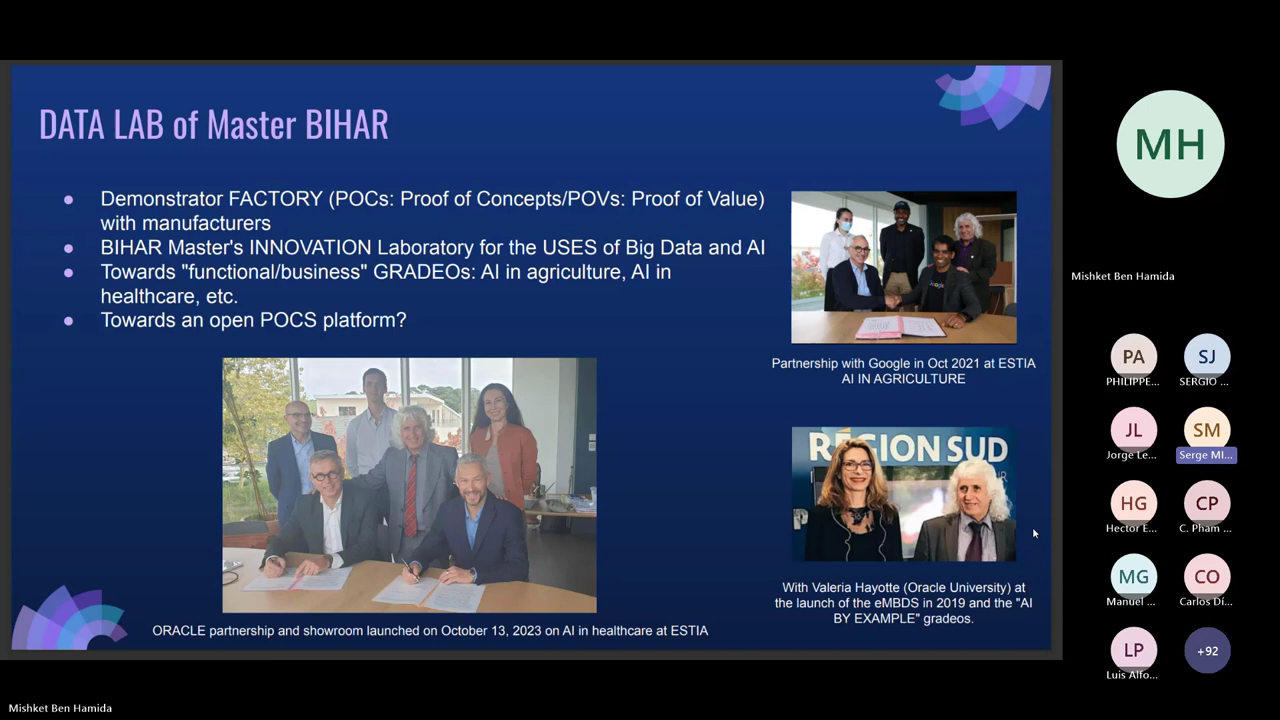 DATA LAB of Master BIHAR
● Demonstrator FACTORY (POCs: Proof of Concepts/POVs: Proof of Value)
with manufacturers
● BIHAR Master's INNOVATION Laboratory for the USES of Big Data and AI
● Towards "functional/business" GRADEOs: AI in agriculture, AI in
healthcare, etc.
● Towards an open POCS platform?
Google
Partnership with Google in Oct 2021 at ESTIA
AI IN AGRICULTURE
RÉGION SUD
With Valeria Hayotte (Oracle University) at
the launch of the eMBDS in 2019 and the "AI
BY EXAMPLE" gradeos.
ORACLE partnership and showroom launched on October 13, 2023 on AI in healthcare at ESTIA
MH
Mishket Ben Hamida
PA
PHILIPPE...
SJ
SERGIO ...
JL
Jorge Le...
SM
Serge MI...
HG
Hector E...
CP
C. Pham ...
MG
Manuel ...
CO
Carlos Di...
LP
Luis Alfo...
+92
Mishket Ben Hamida